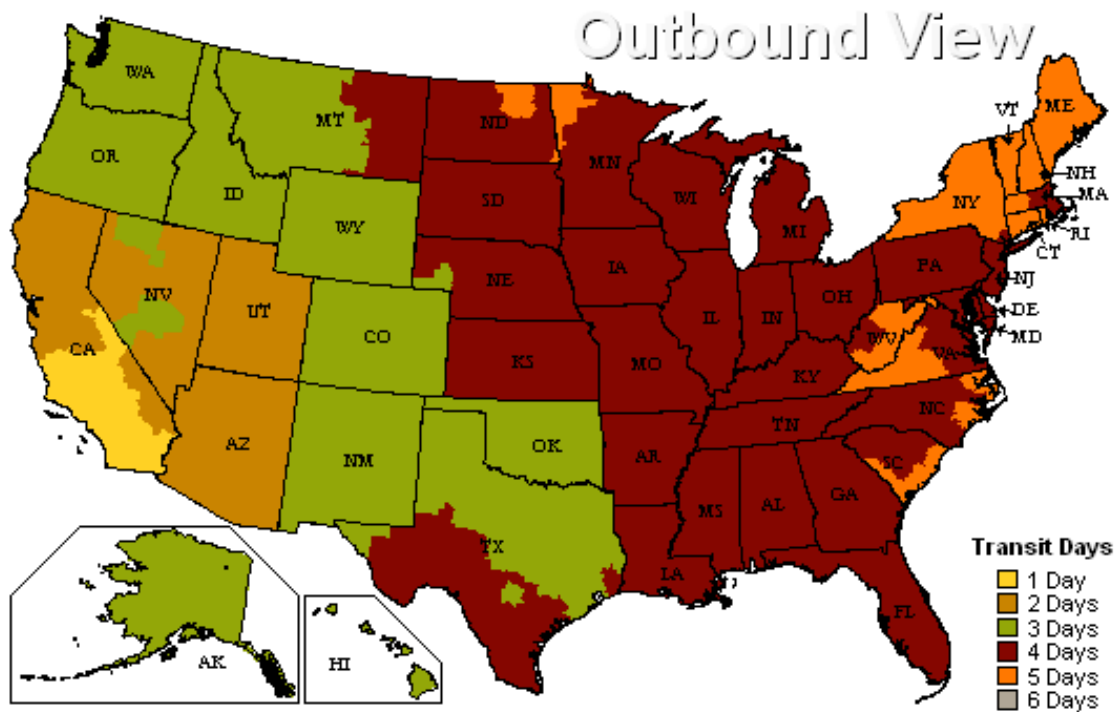 Outbound View
WA
MT
ND
MN
VT
ME
OR
ID
WY
SD
WI
MI
NY
NH
MA
RI
CT
NV
UT
CO
NE
IA
IL
IN
OH
PA
NJ
DE
MD
CA
KS
MO
KY
WV
VA
AZ
NM
OK
AR
TN
NC
SC
TX
LA
MS
AL
GA
FL
AK
HI
Transit Days
1 Day
2 Days
3 Days
4 Days
5 Days
6 Days